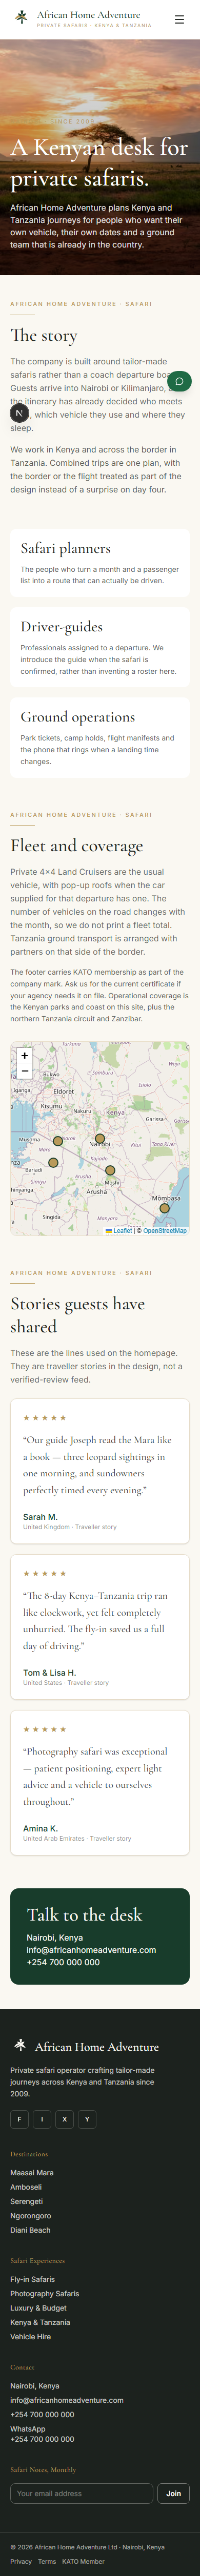 African Home Adventure
PRIVATE SAFARIS · KENYA & TANZANIA
SINCE 2009
A Kenyan desk for
private safaris.
African Home Adventure plans Kenya and
Tanzania journeys for people who want their
own vehicle, their own dates and a ground
team that is already in the country.
AFRICAN HOME ADVENTURE · SAFARI
The story
The company is built around tailor-made
safaris rather than a coach departure board.
Guests arrive into Nairobi or Kilimanjaro,
the itinerary has already decided who meets
which vehicle they use and where they
sleep.
N
We work in Kenya and across the border in
Tanzania. Combined trips are one plan, with
the border or the flight treated as part of the
design instead of a surprise on day four.
Safari planners
The people who turn a month and a passenger
list into a route that can actually be driven.
Driver-guides
Professionals assigned to a departure. We
introduce the guide when the safari is
confirmed, rather than inventing a roster here.
Ground operations
Park tickets, camp holds, flight manifests and
the phone that rings when a landing time
changes.
AFRICAN HOME ADVENTURE · SAFARI
Fleet and coverage
Private 4×4 Land Cruisers are the usual
vehicle, with pop-up roofs when the car
supplied for that departure has one. The
number of vehicles on the road changes with
the month, so we do not print a fleet total.
Tanzania ground transport is arranged with
partners on that side of the border.
The footer carries KATO membership as part of the
company mark. Ask us for the current certificate if
your agency needs it on file. Operational coverage is
the Kenyan parks and coast on this site, plus the
northern Tanzania circuit and Zanzibar.
+
−
Eldoret
Kisumu
Nakuru
Kenya
Garissa
Musoma
Bariadi
Moshi
Arusha
Mombasa
Singida
Leaflet | © OpenStreetMap
AFRICAN HOME ADVENTURE · SAFARI
Stories guests have
shared
These are the lines used on the homepage.
They are traveller stories in the design, not a
verified-review feed.
★ ★ ★ ★ ★
“Our guide Joseph read the Mara like
a book — three leopard sightings in
one morning, and sundowners
perfectly timed every evening.”
Sarah M.
United Kingdom · Traveller story
★ ★ ★ ★ ★
“The 8-day Kenya–Tanzania trip ran
like clockwork, yet felt completely
unhurried. The fly-in saved us a full
day of driving.”
Tom & Lisa H.
United States · Traveller story
★ ★ ★ ★ ★
“Photography safari was exceptional
— patient positioning, expert light
advice and a vehicle to ourselves
throughout.”
Amina K.
United Arab Emirates · Traveller story
Talk to the desk
Nairobi, Kenya
info@africanhomeadventure.com
+254 700 000 000
African Home Adventure
Private safari operator crafting tailor-made
journeys across Kenya and Tanzania since
2009.
F I X Y
Destinations
Maasai Mara
Amboseli
Serengeti
Ngorongoro
Diani Beach
Safari Experiences
Fly-in Safaris
Photography Safaris
Luxury & Budget
Kenya & Tanzania
Vehicle Hire
Contact
Nairobi, Kenya
info@africanhomeadventure.com
+254 700 000 000
WhatsApp
+254 700 000 000
Safari Notes, Monthly
Your email address
Join
© 2026 African Home Adventure Ltd · Nairobi, Kenya
Privacy Terms KATO Member